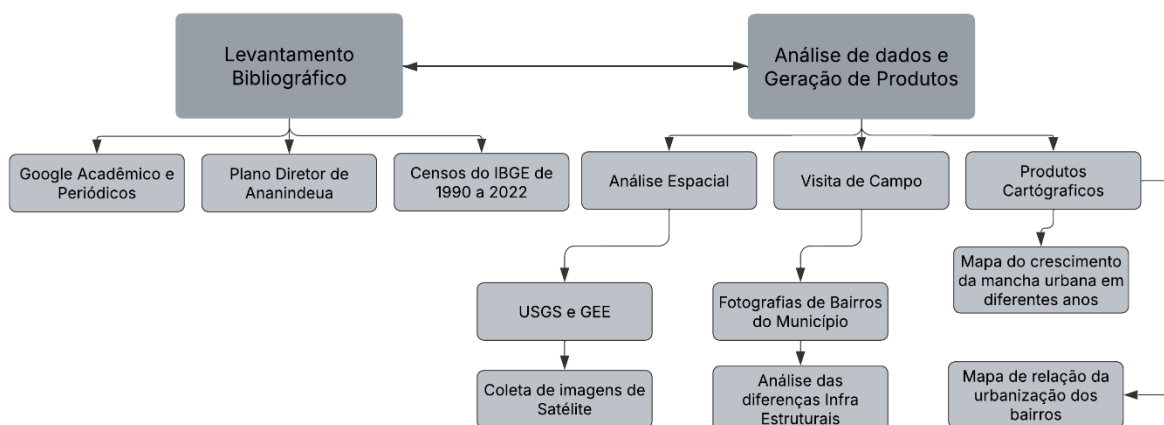 Levantamento
Bibliográfico
Análise de dados e
Geração de Produtos
Google Acadêmico e
Periódicos
Plano Diretor de
Ananindeua
Censos do IBGE de
1990 a 2022
Análise Espacial
Visita de Campo
Produtos
Cartógraficos
USGS e GEE
Fotografias de Bairros
do Município
Mapa do crescimento
da mancha urbana em
diferentes anos
Coleta de imagens de
Satélite
Análise das
diferenças Infra
Estruturais
Mapa de relação da
urbanização dos
bairros